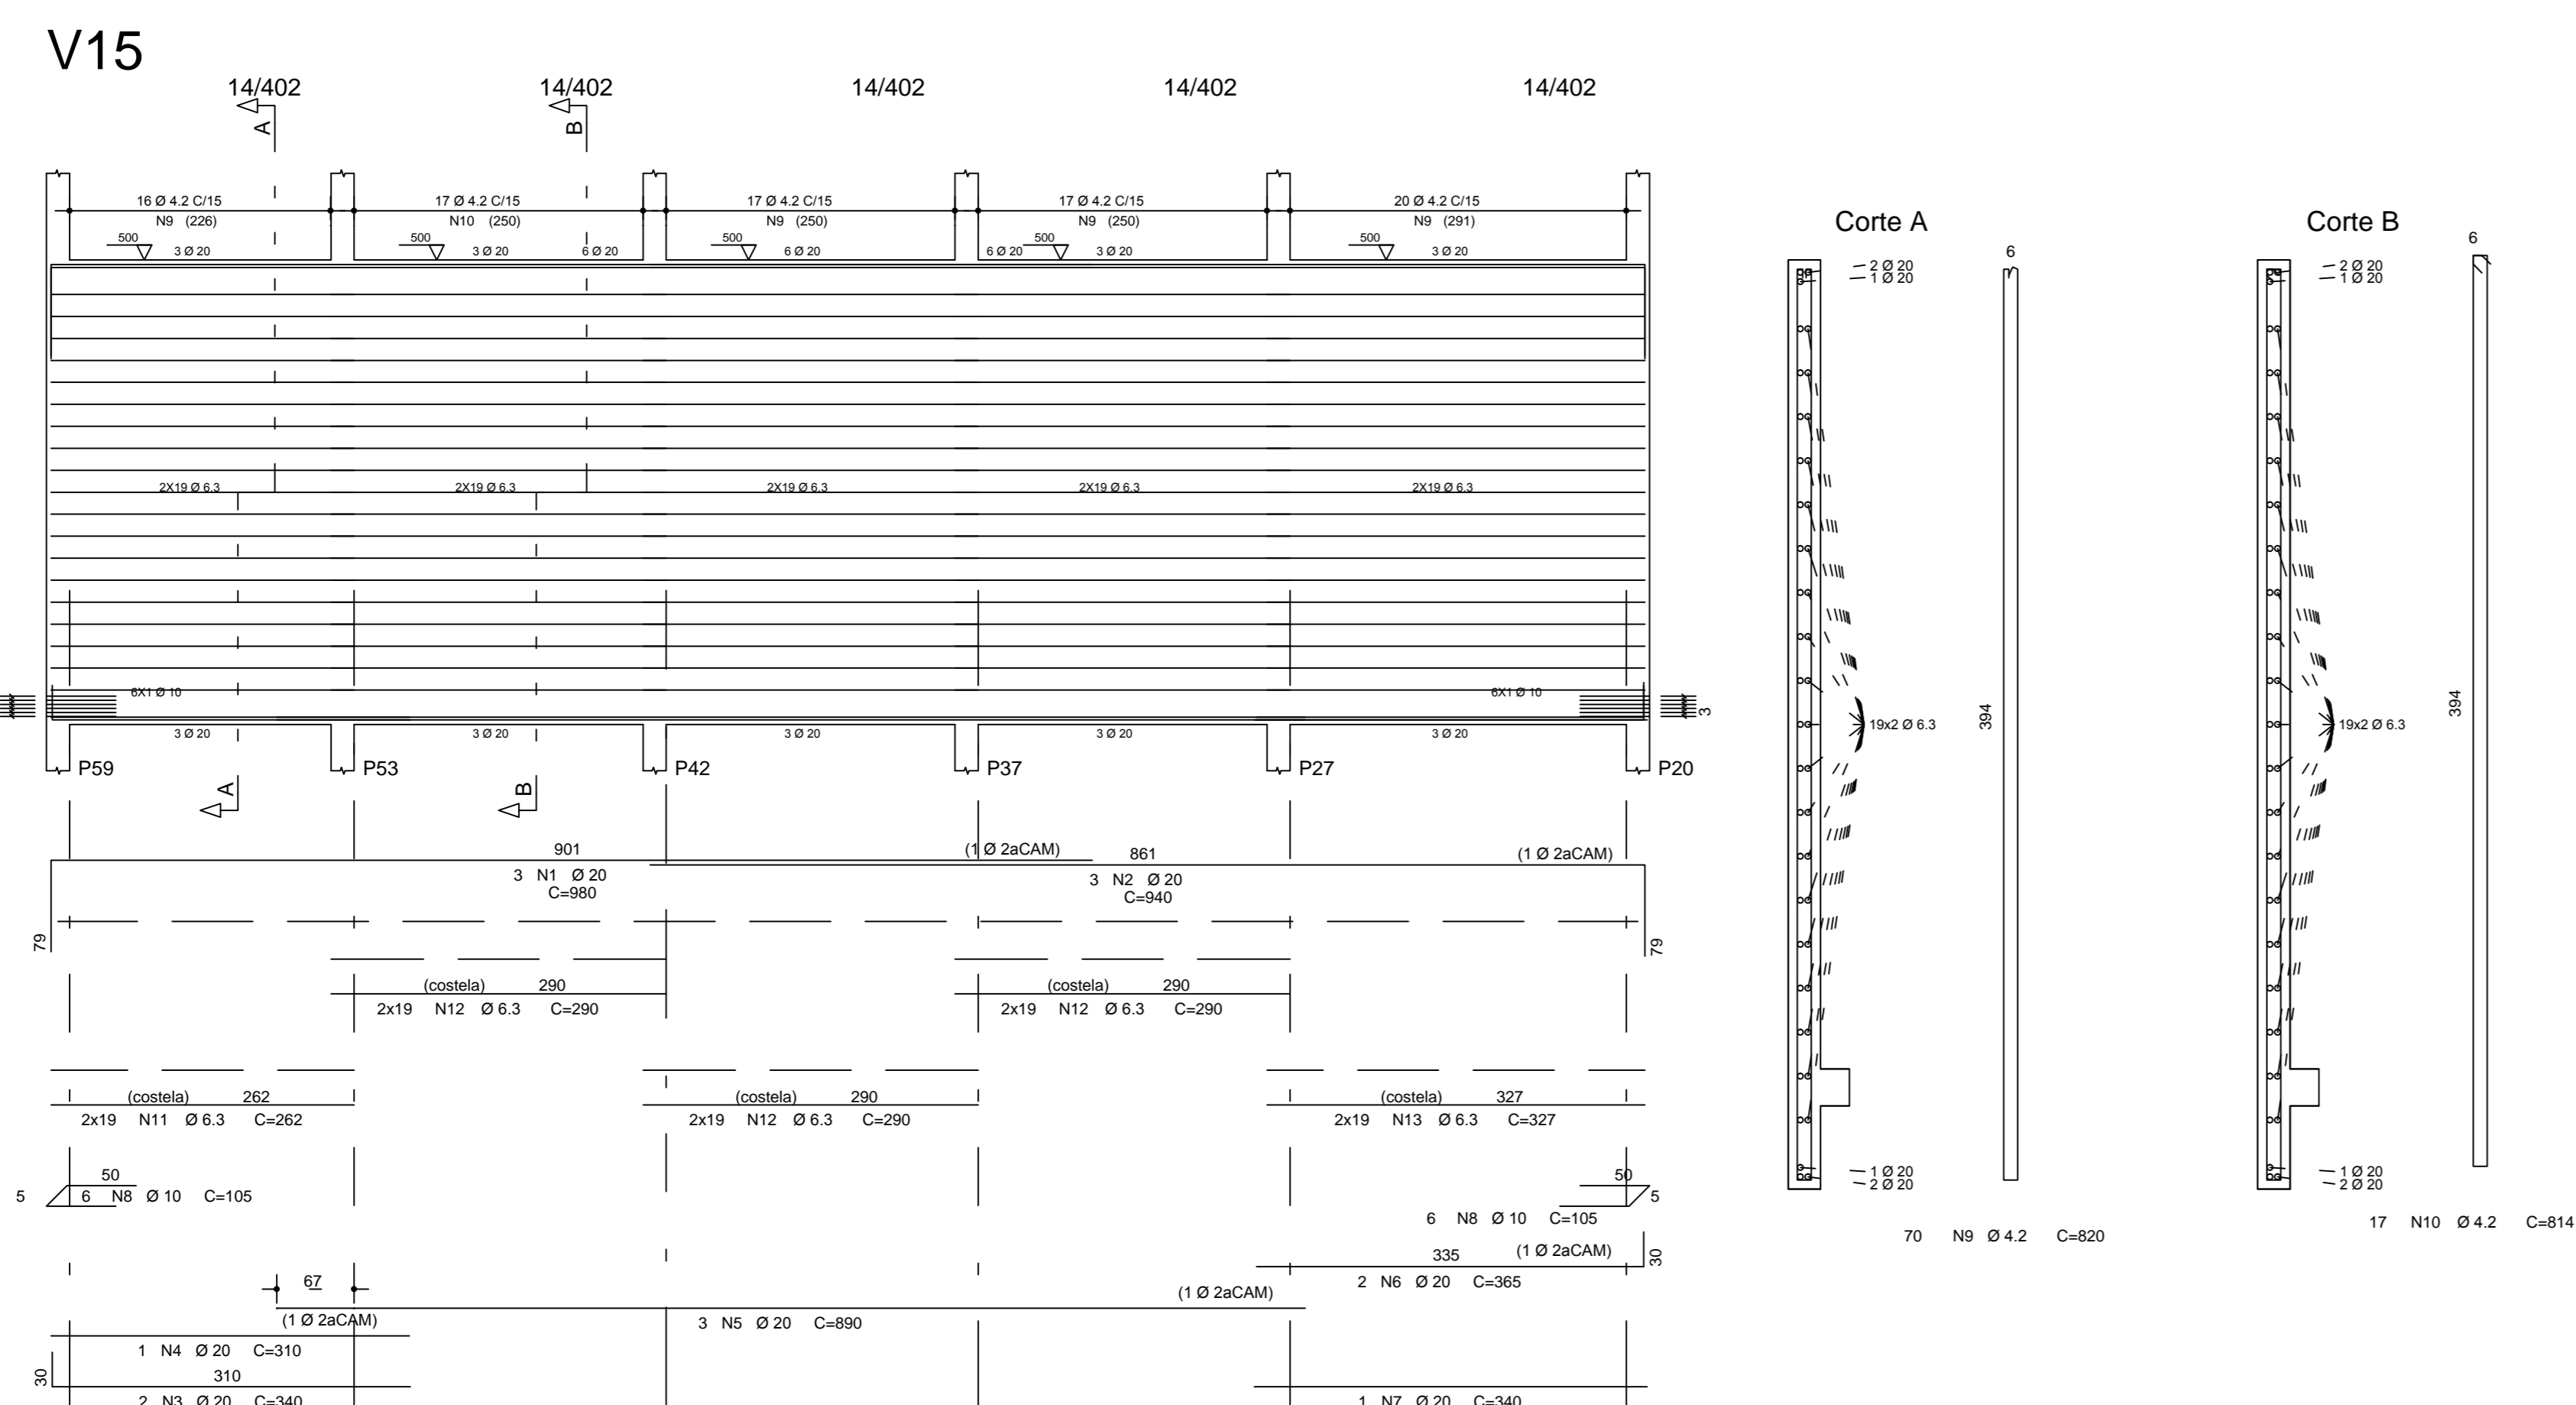 V15
14/402 14/402 14/402 14/402 14/402
A B
16 Ø 4.2 C/15 17 Ø 4.2 C/15 17 Ø 4.2 C/15 17 Ø 4.2 C/15 20 Ø 4.2 C/15
N9 (226) N10 (250) N9 (250) N9 (250) N9 (291)
500 500 500 500 500
3 Ø 20 3 Ø 20 6 Ø 20 6 Ø 20 6 Ø 20 3 Ø 20 3 Ø 20
2X19 Ø 6.3 2X19 Ø 6.3 2X19 Ø 6.3 2X19 Ø 6.3 2X19 Ø 6.3
6X1 Ø 10 6X1 Ø 10
3
3 Ø 20 3 Ø 20 3 Ø 20 3 Ø 20 3 Ø 20
P59 P53 P42 P37 P27 P20
A B
901 (1 Ø 2aCAM) 861 (1 Ø 2aCAM)
3 N1 Ø 20 3 N2 Ø 20
C=980 C=940
79 79
(costela) 290 (costela) 290
2x19 N12 Ø 6.3 C=290 2x19 N12 Ø 6.3 C=290
(costela) 262 (costela) 290 (costela) 327
2x19 N11 Ø 6.3 C=262 2x19 N12 Ø 6.3 C=290 2x19 N13 Ø 6.3 C=327
50 50
5 6 N8 Ø 10 C=105 5
6 N8 Ø 10 C=105
335 (1 Ø 2aCAM) 30
2 N6 Ø 20 C=365
67 (1 Ø 2aCAM)
(1 Ø 2aCAM) 3 N5 Ø 20 C=890
1 N4 Ø 20 C=310
310
30
2 N3 Ø 20 C=340 1 N7 Ø 20 C=340
Corte A
6
2 Ø 20
1 Ø 20
19x2 Ø 6.3
394
1 Ø 20
2 Ø 20
70 N9 Ø 4.2 C=820
Corte B
6
2 Ø 20
1 Ø 20
19x2 Ø 6.3
394
1 Ø 20
2 Ø 20
17 N10 Ø 4.2 C=814